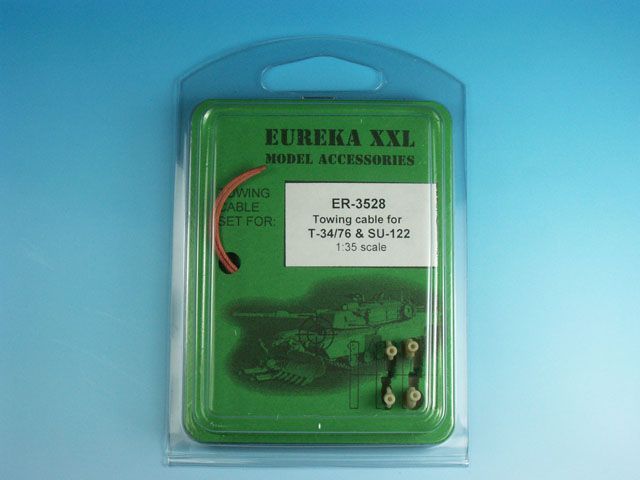 EUREKA XXL
MODEL ACCESSORIES
TOWING
CABLE
SET FOR:
ER-3528
Towing cable for
T-34/76 & SU-122
1:35 scale